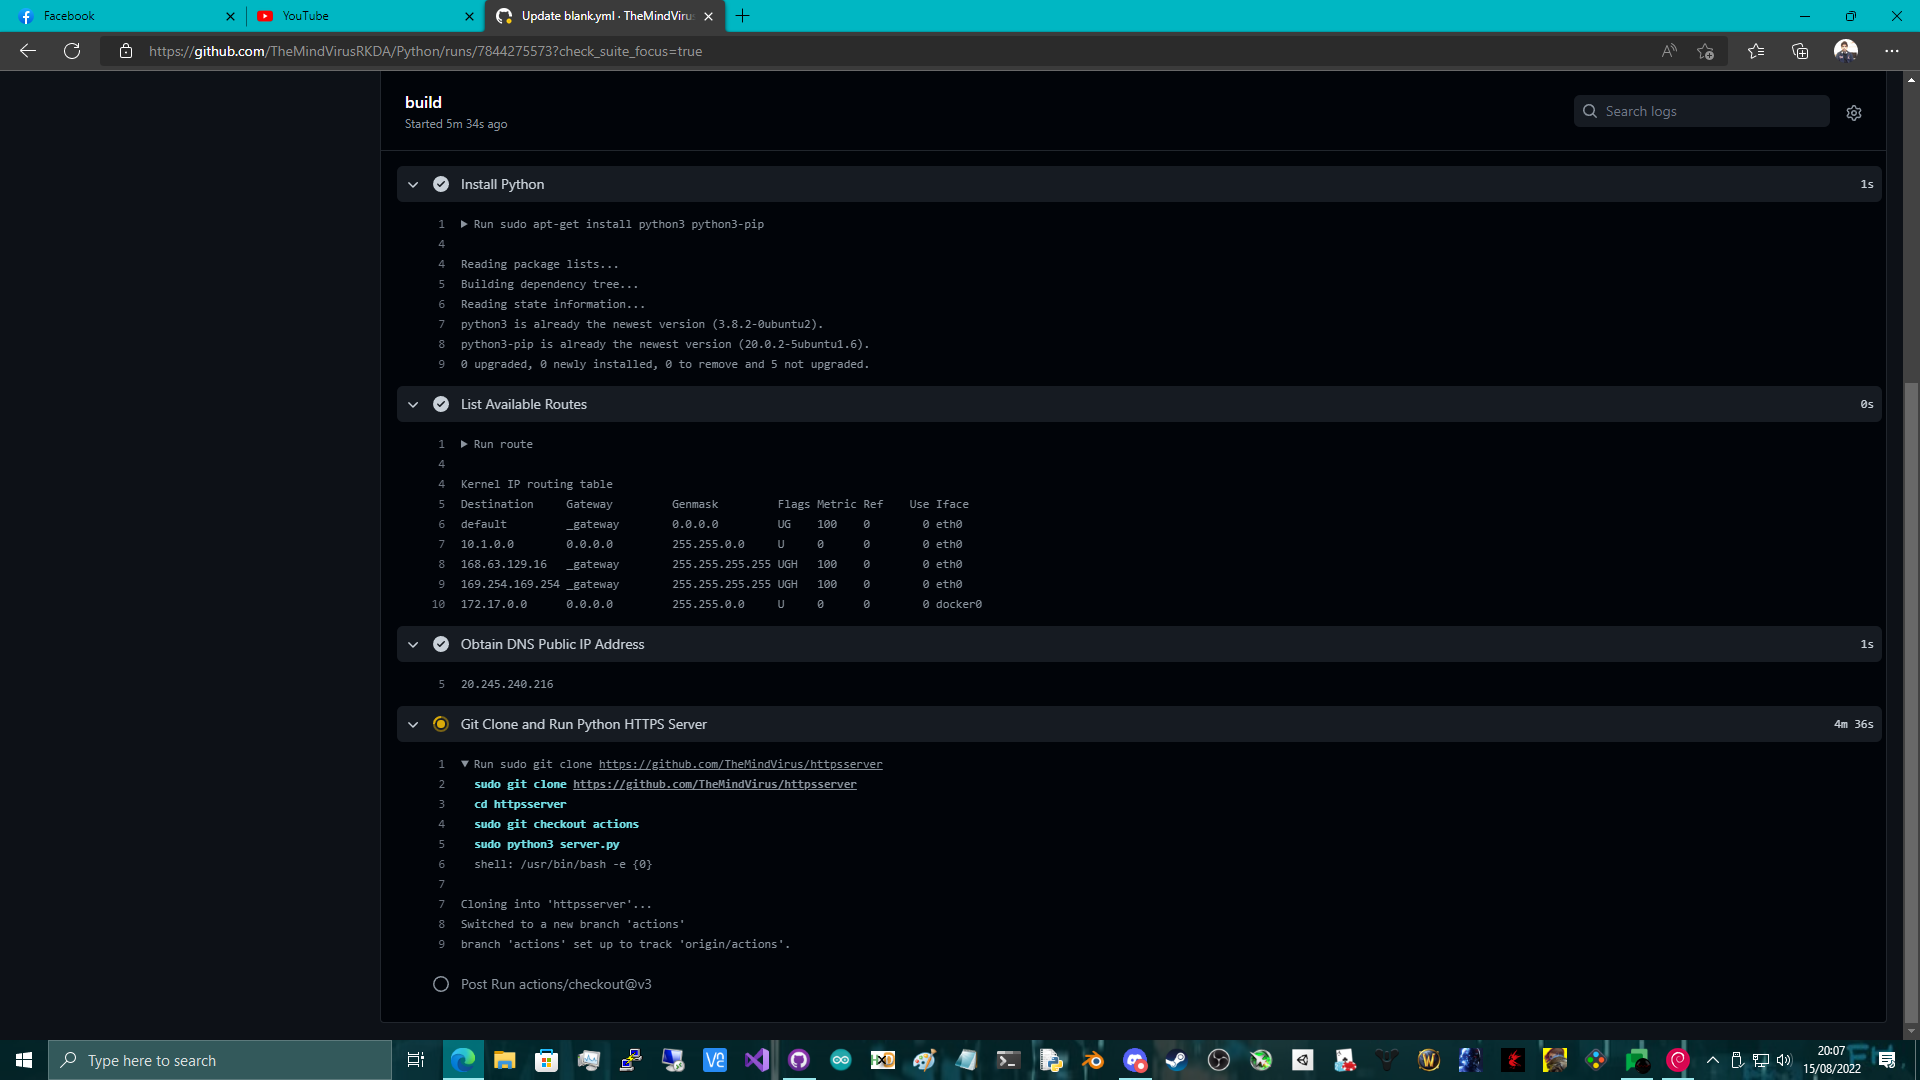 Facebook
YouTube
Update blank.yml · TheMindViru
https://github.com/TheMindVirusRKDA/Python/runs/7844275573?check_suite_focus=true
build
Started 5m 34s ago
Search logs
Install Python 1s
1 Run sudo apt-get install python3 python3-pip
4
4 Reading package lists...
5 Building dependency tree...
6 Reading state information...
7 python3 is already the newest version (3.8.2-0ubuntu2).
8 python3-pip is already the newest version (20.0.2-5ubuntu1.6).
9 0 upgraded, 0 newly installed, 0 to remove and 5 not upgraded.
List Available Routes 0s
1 Run route
4
4 Kernel IP routing table
5 Destination Gateway Genmask Flags Metric Ref Use Iface
6 default _gateway 0.0.0.0 UG 100 0 0 eth0
7 10.1.0.0 0.0.0.0 255.255.0.0 U 0 0 0 eth0
8 168.63.129.16 _gateway 255.255.255.255 UGH 100 0 0 eth0
9 169.254.169.254 _gateway 255.255.255.255 UGH 100 0 0 eth0
10 172.17.0.0 0.0.0.0 255.255.0.0 U 0 0 0 docker0
Obtain DNS Public IP Address 1s
5 20.245.240.216
Git Clone and Run Python HTTPS Server 4m 36s
1 Run sudo git clone https://github.com/TheMindVirus/httpsserver
2 sudo git clone https://github.com/TheMindVirus/httpsserver
3 cd httpsserver
4 sudo git checkout actions
5 sudo python3 server.py
6 shell: /usr/bin/bash -e {0}
7
7 Cloning into 'httpsserver'...
8 Switched to a new branch 'actions'
9 branch 'actions' set up to track 'origin/actions'.
Post Run actions/checkout@v3
Type here to search
20:07
15/08/2022